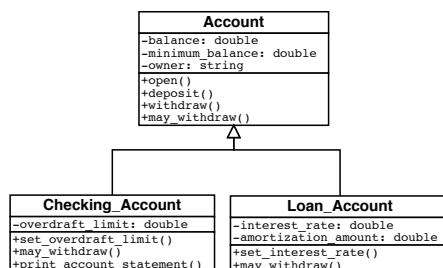 Account
-balance: double
-minimum_balance: double
-owner: string
+open()
+deposit()
+withdraw()
+may_withdraw()
Checking_Account
-overdraft_limit: double
+set_overdraft_limit()
+may_withdraw()
+print_account_statement()
Loan_Account
-interest_rate: double
-amortization_amount: double
+set_interest_rate()
+may_withdraw()